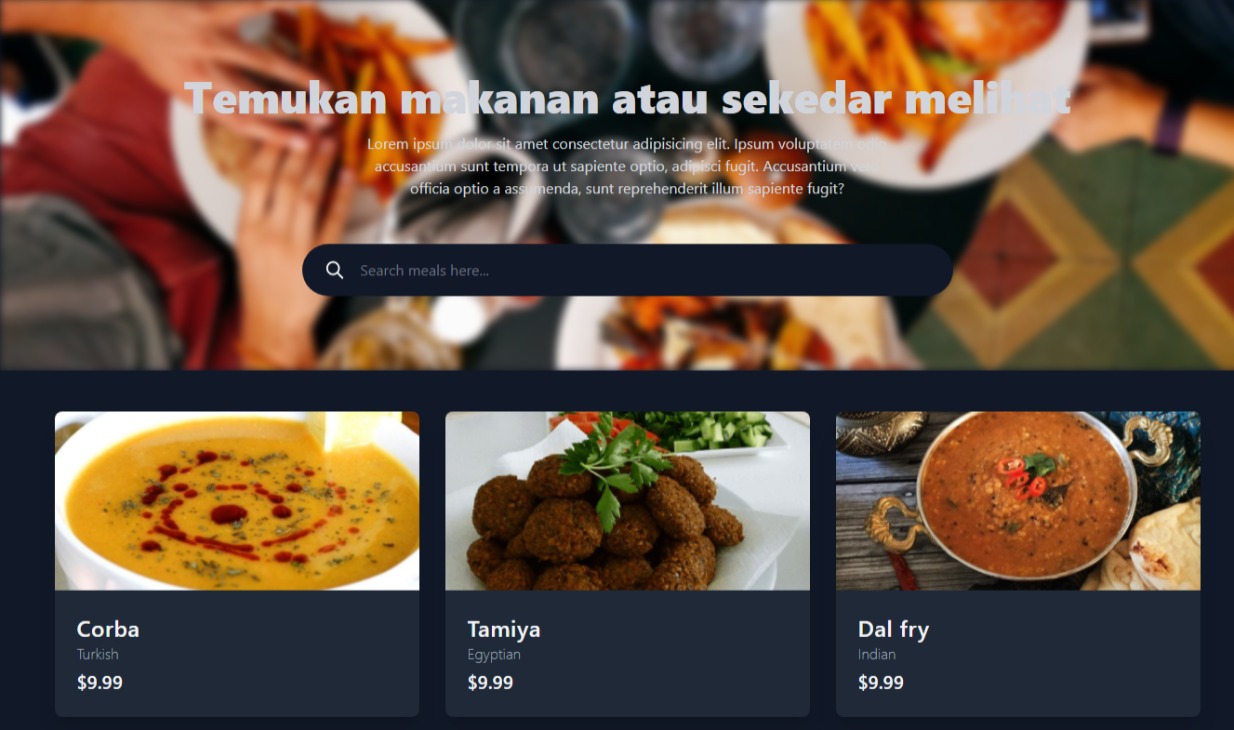 Temukan makanan atau sekedar melihat
Lorem ipsum dolor sit amet consectetur adipisicing elit. Ipsum voluptatem odio
accusantium sunt tempora ut sapiente optio, adipisci fugit. Accusantium
officia optio a assumenda, sunt reprehenderit illum sapiente fugit?
Search meals here...
Corba
Turkish
$9.99
Tamiya
Egyptian
$9.99
Dal fry
Indian
$9.99